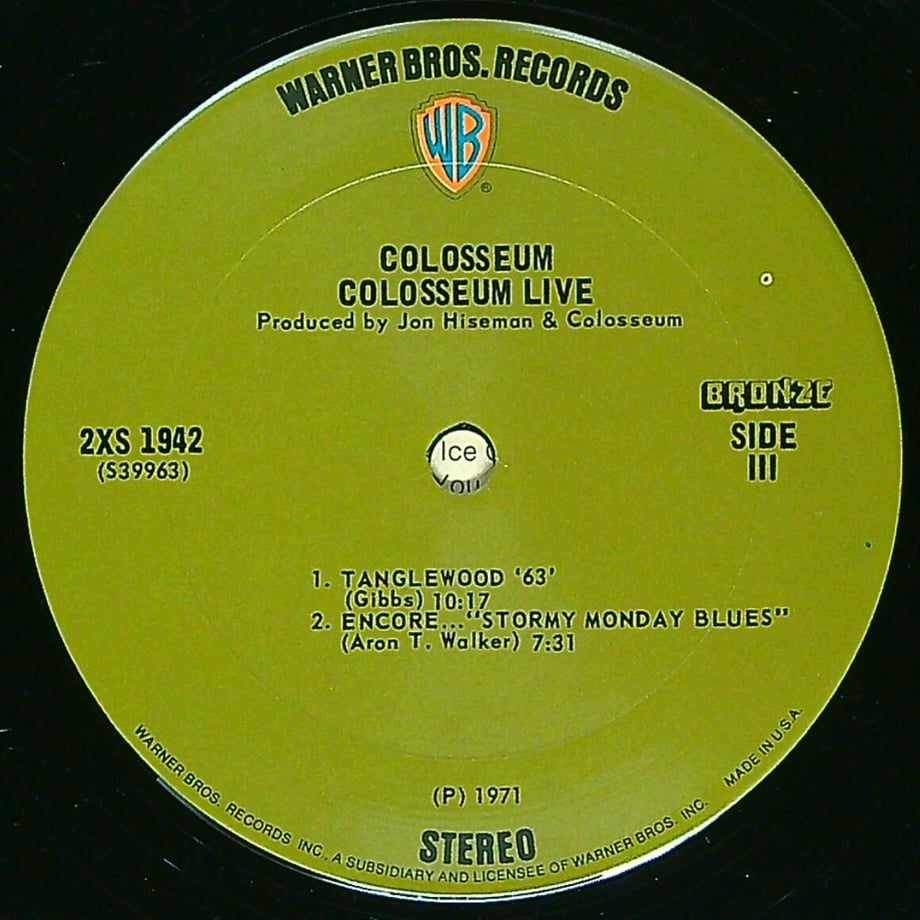 WARNER BROS. RECORDS
WB
®
COLOSSEUM
COLOSSEUM LIVE
Produced by Jon Hiseman & Colosseum
BRONZE
2XS 1942
(S39963)
SIDE
III
Ice
You
1. TANGLEWOOD '63'
(Gibbs) 10:17
2. ENCORE..."STORMY MONDAY BLUES"
(Aron T. Walker) 7:31
(P) 1971
STEREO
WARNER BROS. RECORDS INC., A SUBSIDIARY AND LICENSEE OF WARNER BROS. INC. MADE IN U.S.A.